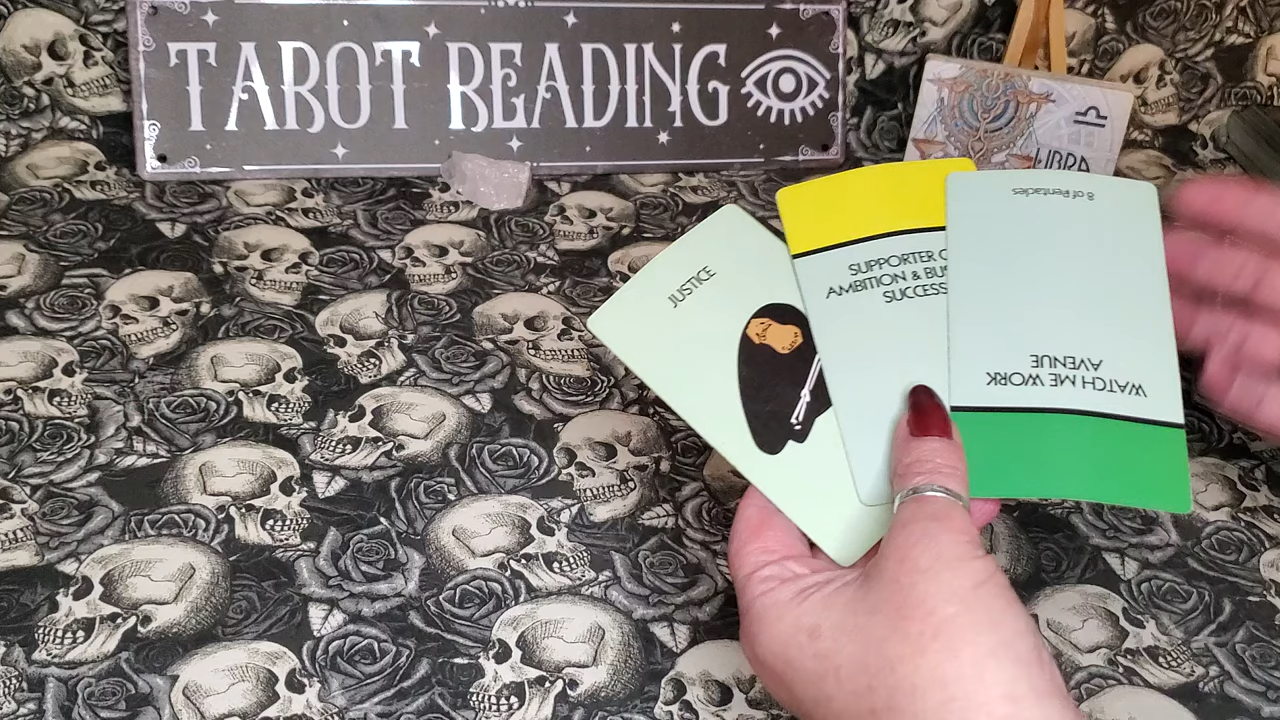 TAROT READING
LIBRA
JUSTICE
SUPPORTER
AMBITION &
SUCCESS
8 of Pentacles
WATCH ME WORK
AVENUE